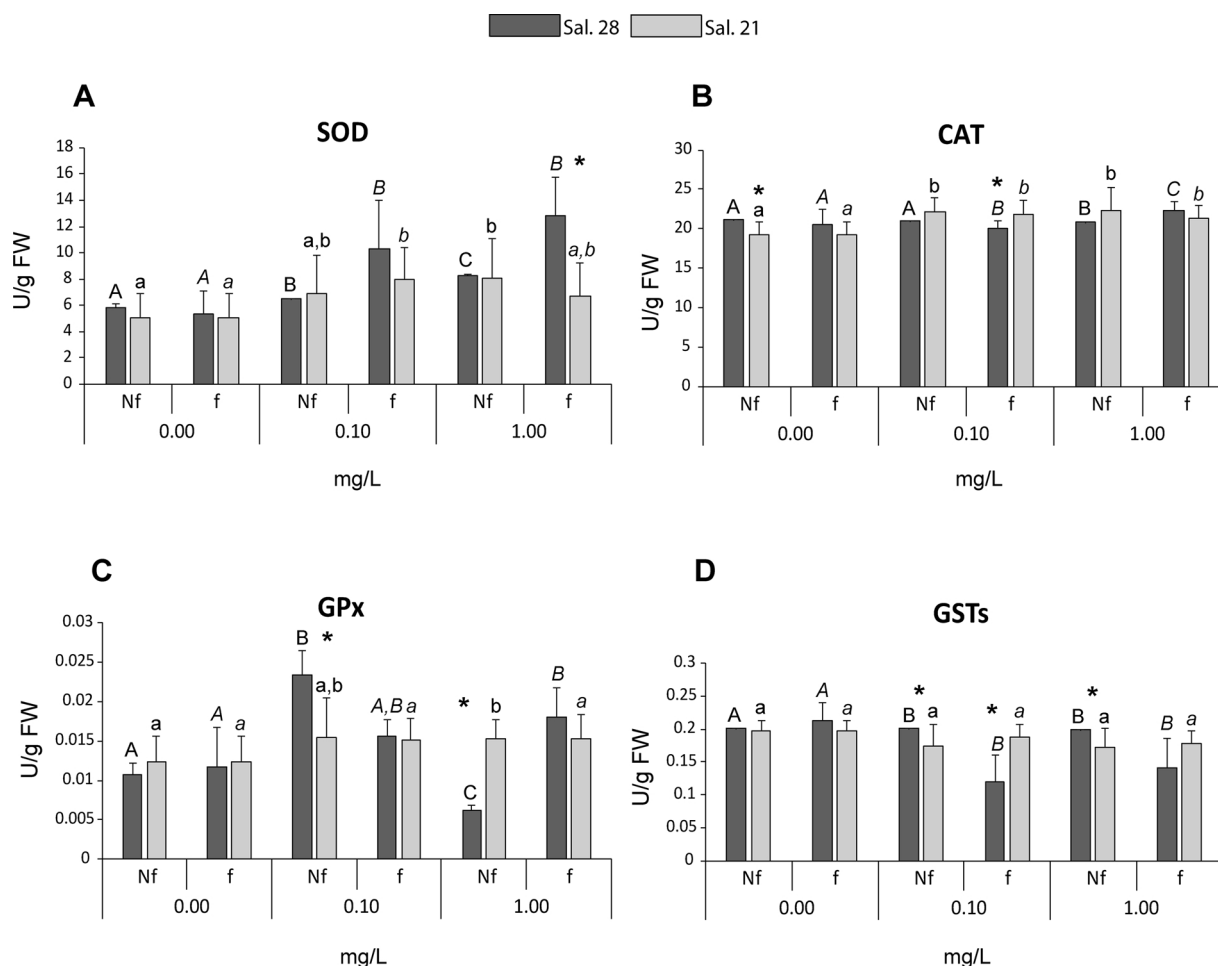 Sal. 28 Sal. 21
A
SOD
U/g FW
18
16
14
12
10
8
6
4
2
0
A a A a B a,b B b C b B * a,b
Nf f Nf f Nf f
0.00 0.10 1.00
mg/L
B
CAT
U/g FW
30
25
20
15
10
5
0
A * a A a A b * B b B b C b
Nf f Nf f Nf f
0.00 0.10 1.00
mg/L
C
GPx
U/g FW
0.03
0.025
0.02
0.015
0.01
0.005
0
A a A a B * a,b A,B a * C b B a
Nf f Nf f Nf f
0.00 0.10 1.00
mg/L
D
GSTs
U/g FW
0.3
0.25
0.2
0.15
0.1
0.05
0
A a A a * B a * B a * B a B a
Nf f Nf f Nf f
0.00 0.10 1.00
mg/L